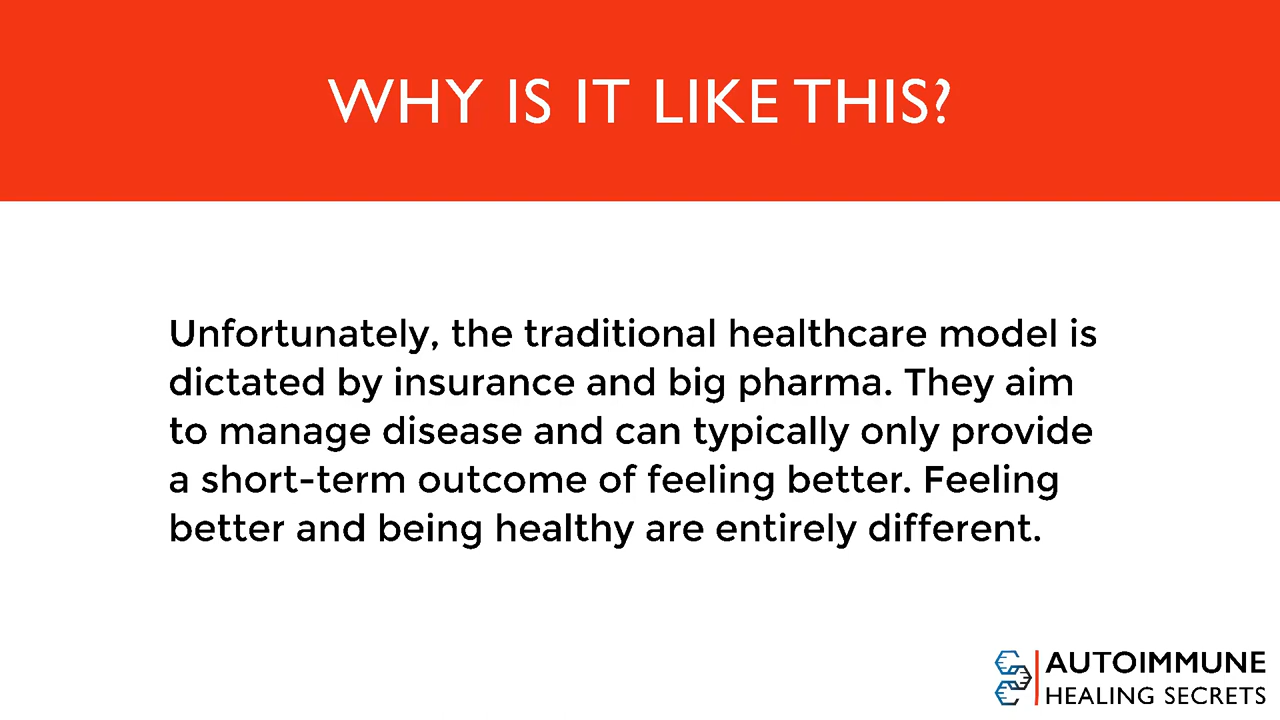 WHY IS IT LIKE THIS?
Unfortunately, the traditional healthcare model is
dictated by insurance and big pharma. They aim
to manage disease and can typically only provide
a short-term outcome of feeling better. Feeling
better and being healthy are entirely different.
AUTOIMMUNE
HEALING SECRETS